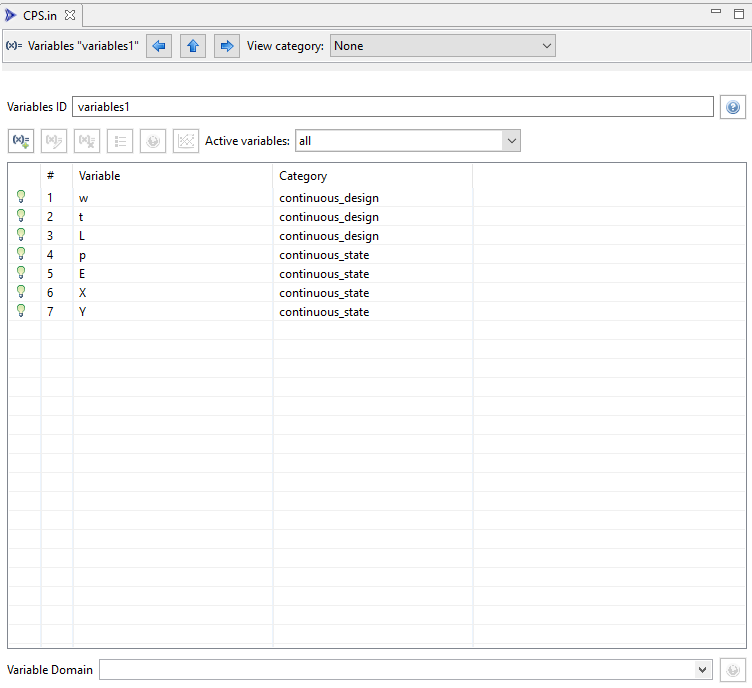 CPS.in
(x)= Variables "variables1" View category: None
Variables ID variables1
Active variables: all
# Variable Category
1 w continuous_design
2 t continuous_design
3 L continuous_design
4 p continuous_state
5 E continuous_state
6 X continuous_state
7 Y continuous_state
Variable Domain